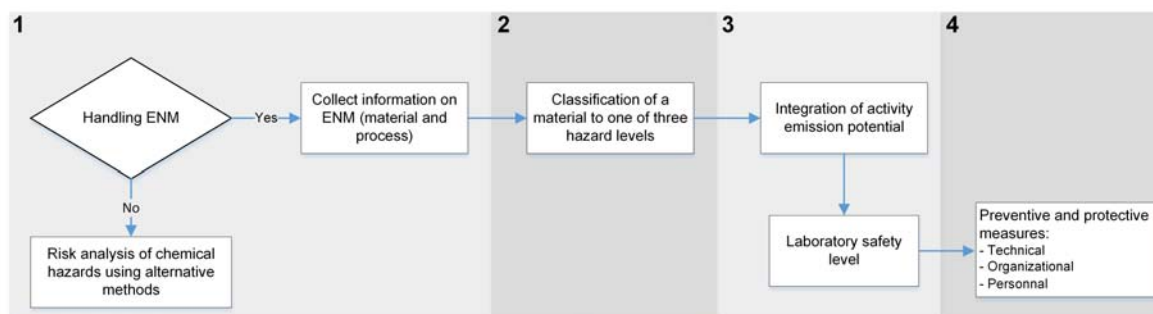 1
2
3
4
Handling ENM
Yes
No
Risk analysis of chemical
hazards using alternative
methods
Collect information on
ENM (material and
process)
Classification of a
material to one of three
hazard levels
Integration of activity
emission potential
Laboratory safety
level
Preventive and protective
measures:
- Technical
- Organizational
- Personnal